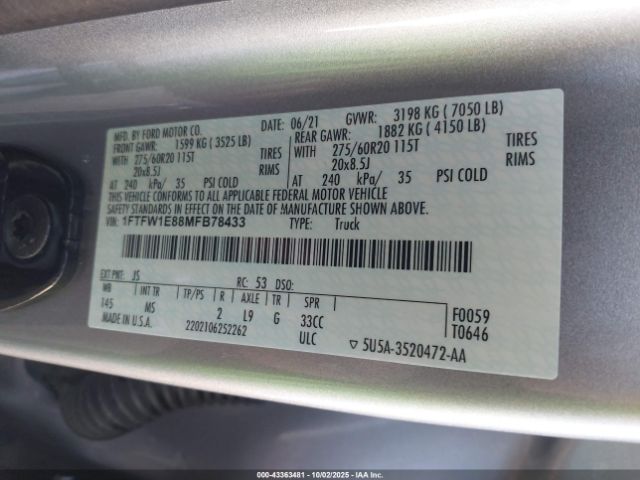 MFD. BY FORD MOTOR CO. DATE: 06/21 GVWR: 3198 KG ( 7050 LB)
FRONT GAWR: 1599 KG ( 3525 LB) REAR GAWR: 1882 KG ( 4150 LB)
WITH 275/60R20 115T TIRES WITH 275/60R20 115T TIRES
20x8.5J RIMS 20x8.5J RIMS
AT 240 kPa/ 35 PSI COLD AT 240 kPa/ 35 PSI COLD
THIS VEHICLE CONFORMS TO ALL APPLICABLE FEDERAL MOTOR VEHICLE
SAFETY STANDARDS IN EFFECT ON THE DATE OF MANUFACTURE SHOWN ABOVE.
VIN: 1FTFW1E88MFB78433 TYPE: Truck
EXT PNT: JS RC: 53 DSO:
WB INT TR TP/PS R AXLE TR SPR
145 MS 2 L9 G 33CC F0059
MADE IN U.S.A. 2202106252262 ULC T0646
▽ 5U5A-3520472-AA
000-43363481 - 10/02/2025 - IAAI.com